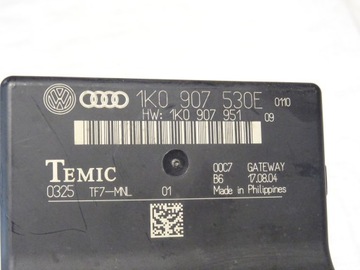 1K0 907 530E 0110
HW: 1K0 907 951 09
TEMIC 00C7 GATEWAY
B6 17.08.04
0325 TF7-MNL 01 Made in Philippines